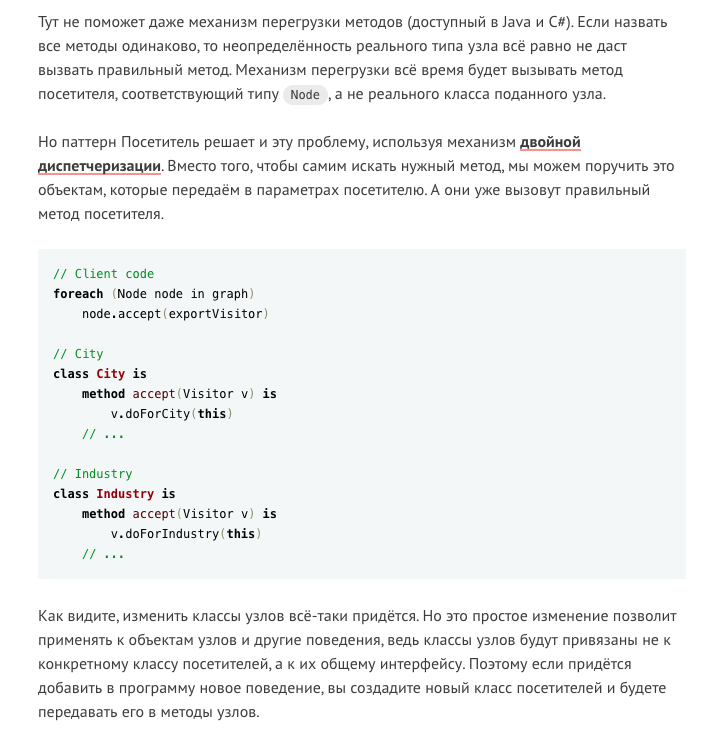 Тут не поможет даже механизм перегрузки методов (доступный в Java и C#). Если назвать
все методы одинаково, то неопределённость реального типа узла всё равно не даст
вызвать правильный метод. Механизм перегрузки всё время будет вызывать метод
посетителя, соответствующий типу Node , а не реального класса поданного узла.
Но паттерн Посетитель решает и эту проблему, используя механизм двойной
диспетчеризации. Вместо того, чтобы самим искать нужный метод, мы можем поручить это
объектам, которые передаём в параметрах посетителю. А они уже вызовут правильный
метод посетителя.
// Client code
foreach (Node node in graph)
    node.accept(exportVisitor)
// City
class City is
    method accept(Visitor v) is
        v.doForCity(this)
    // ...
// Industry
class Industry is
    method accept(Visitor v) is
        v.doForIndustry(this)
    // ...
Как видите, изменить классы узлов всё-таки придётся. Но это простое изменение позволит
применять к объектам узлов и другие поведения, ведь классы узлов будут привязаны не к
конкретному классу посетителей, а к их общему интерфейсу. Поэтому если придётся
добавить в программу новое поведение, вы создадите новый класс посетителей и будете
передавать его в методы узлов.